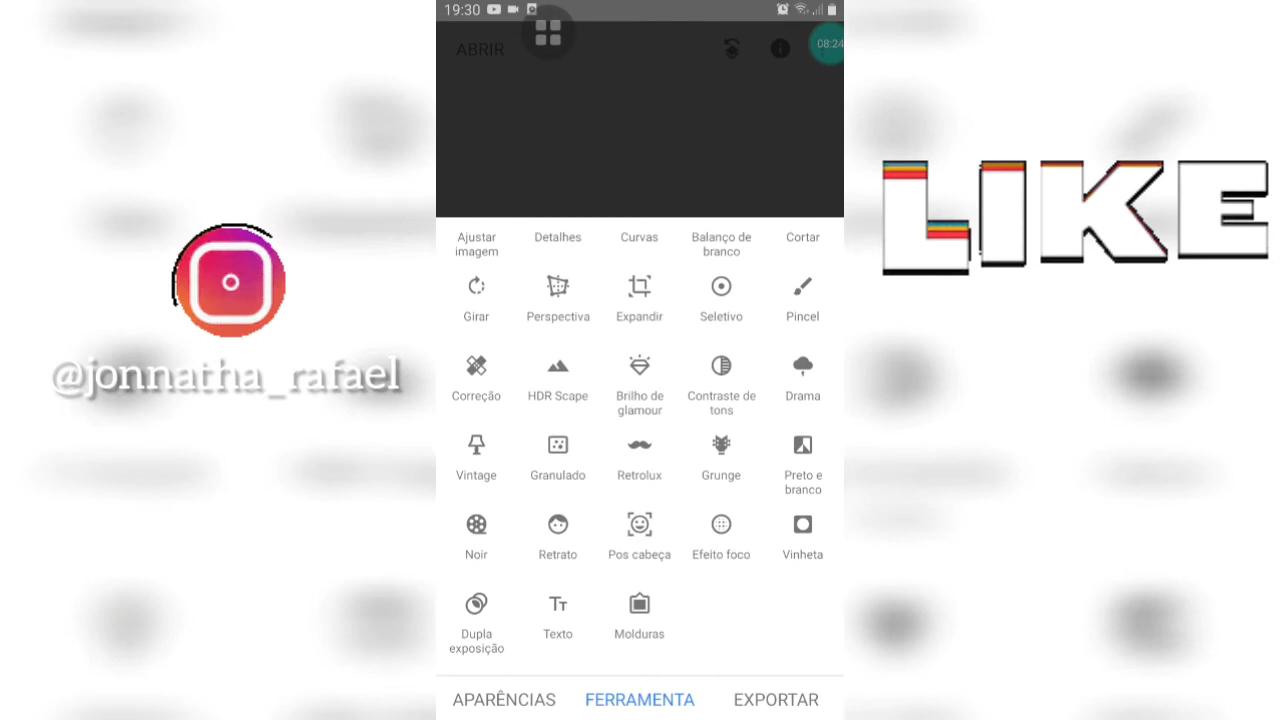 19:30
08:24
ABRIR
Ajustar imagem
Detalhes
Curvas
Balanço de branco
Cortar
Girar
Perspectiva
Expandir
Seletivo
Pincel
Correção
HDR Scape
Brilho de glamour
Contraste de tons
Drama
Vintage
Granulado
Retrolux
Grunge
Preto e branco
Noir
Retrato
Pos cabeça
Efeito foco
Vinheta
Dupla exposição
Tт Texto
Molduras
APARÊNCIAS
FERRAMENTA
EXPORTAR
@jonnatha_rafael
LIKE